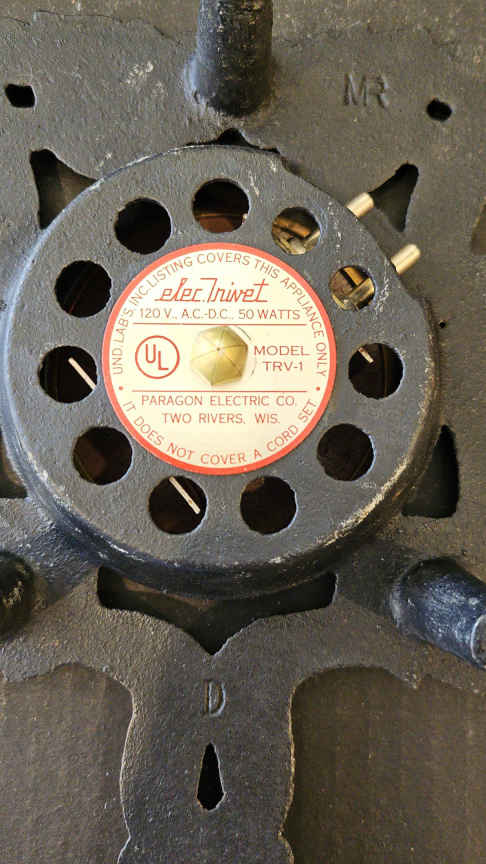 MR
UND. LAB'S. INC. LISTING COVERS THIS APPLIANCE ONLY
elec.Trivet
120 V., A.C.-D.C., 50 WATTS
UL
MODEL
TRV-1
PARAGON ELECTRIC CO.
TWO RIVERS, WIS.
• IT DOES NOT COVER A CORD SET •
D